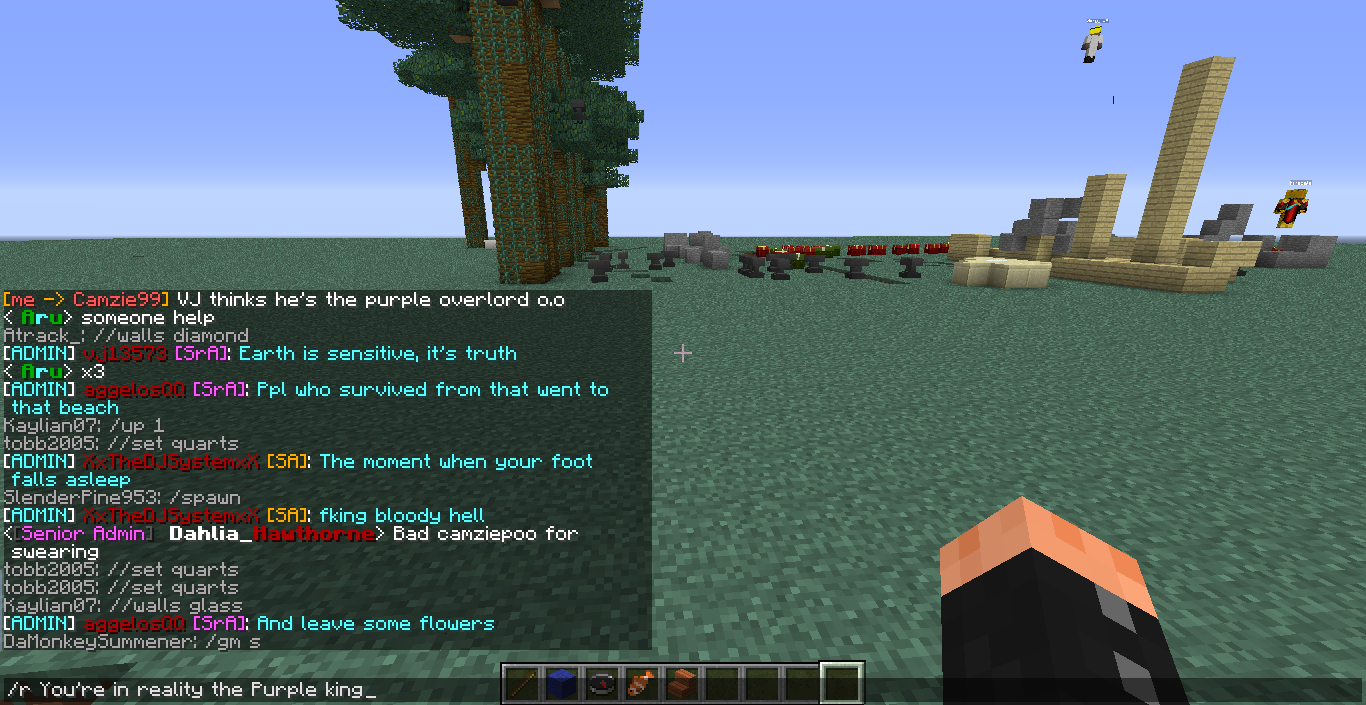 [me -> Camzie99] VJ thinks he's the purple overlord o.o
< Aru> someone help
Atrack_: //walls diamond
[ADMIN] vj13573 [SrA]: Earth is sensitive, it's truth
< Aru> x3
[ADMIN] aggelosQQ [SrA]: Ppl who survived from that went to
that beach
Kaylian07: /up 1
tobb2005: //set quarts
[ADMIN] XxTheDJSystemxX [SA]: The moment when your foot
falls asleep
SlenderPine953: /spawn
[ADMIN] XxTheDJSystemxX [SA]: fking bloody hell
<[Senior Admin] Dahlia_Hawthorne> Bad camziepoo for
swearing
tobb2005: //set quarts
tobb2005: //set quarts
Kaylian07: //walls glass
[ADMIN] aggelosQQ [SrA]: And leave some flowers
DaMonkeySummener: /gm s
/r You're in reality the Purple king_